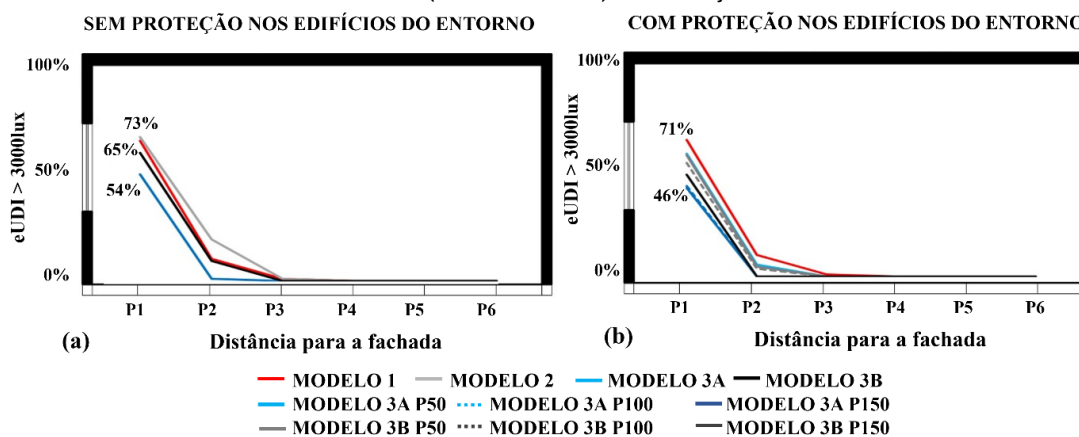 SEM PROTEÇÃO NOS EDIFÍCIOS DO ENTORNO
100%
50%
0%
eUDI > 3000lux
73%
65%
54%
P1 P2 P3 P4 P5 P6
(a) Distância para a fachada
COM PROTEÇÃO NOS EDIFÍCIOS DO ENTORNO
100%
50%
0%
eUDI > 3000lux
71%
46%
P1 P2 P3 P4 P5 P6
(b) Distância para a fachada
MODELO 1 MODELO 2 MODELO 3A MODELO 3B
MODELO 3A P50 MODELO 3A P100 MODELO 3A P150
MODELO 3B P50 MODELO 3B P100 MODELO 3B P150